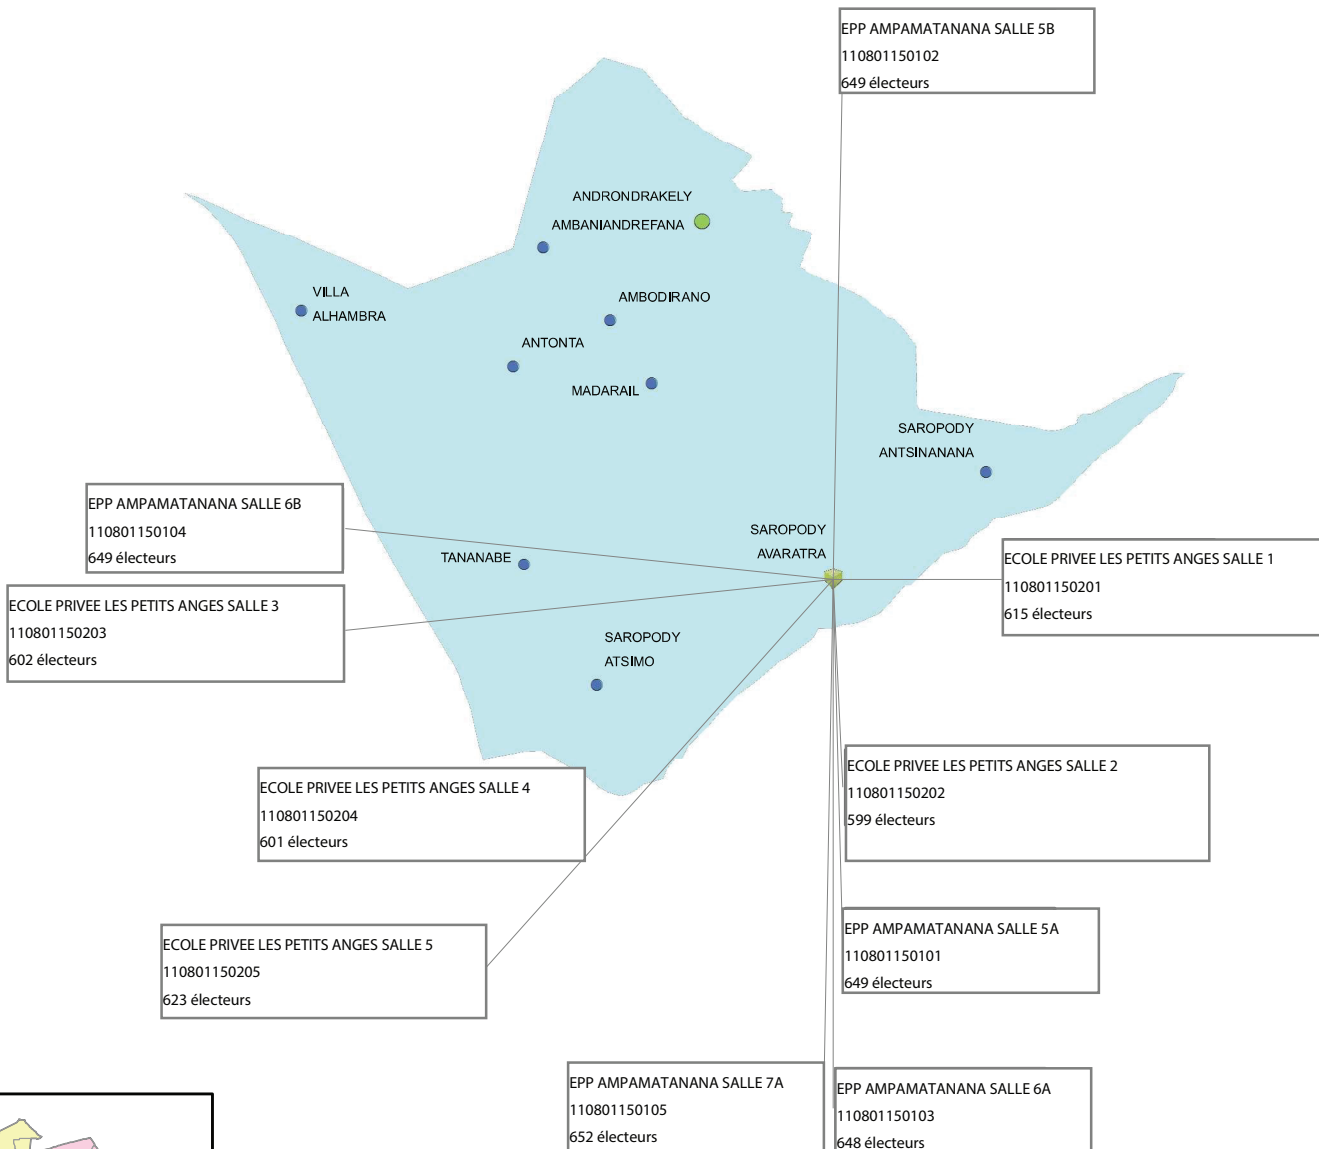 EPP AMPAMATANANA SALLE 5B
110801150102
649 électeurs
ANDRONDRAKELY
AMBANIANDREFANA
VILLA
ALHAMBRA
AMBODIRANO
ANTONTA
MADARAIL
SAROPODY
ANTSINANANA
EPP AMPAMATANANA SALLE 6B
110801150104
649 électeurs
SAROPODY
AVARATRA
TANANABE
ECOLE PRIVEE LES PETITS ANGES SALLE 1
110801150201
615 électeurs
ECOLE PRIVEE LES PETITS ANGES SALLE 3
110801150203
602 électeurs
SAROPODY
ATSIMO
ECOLE PRIVEE LES PETITS ANGES SALLE 4
110801150204
601 électeurs
ECOLE PRIVEE LES PETITS ANGES SALLE 2
110801150202
599 électeurs
ECOLE PRIVEE LES PETITS ANGES SALLE 5
110801150205
623 électeurs
EPP AMPAMATANANA SALLE 5A
110801150101
649 électeurs
EPP AMPAMATANANA SALLE 7A
110801150105
652 électeurs
EPP AMPAMATANANA SALLE 6A
110801150103
648 électeurs